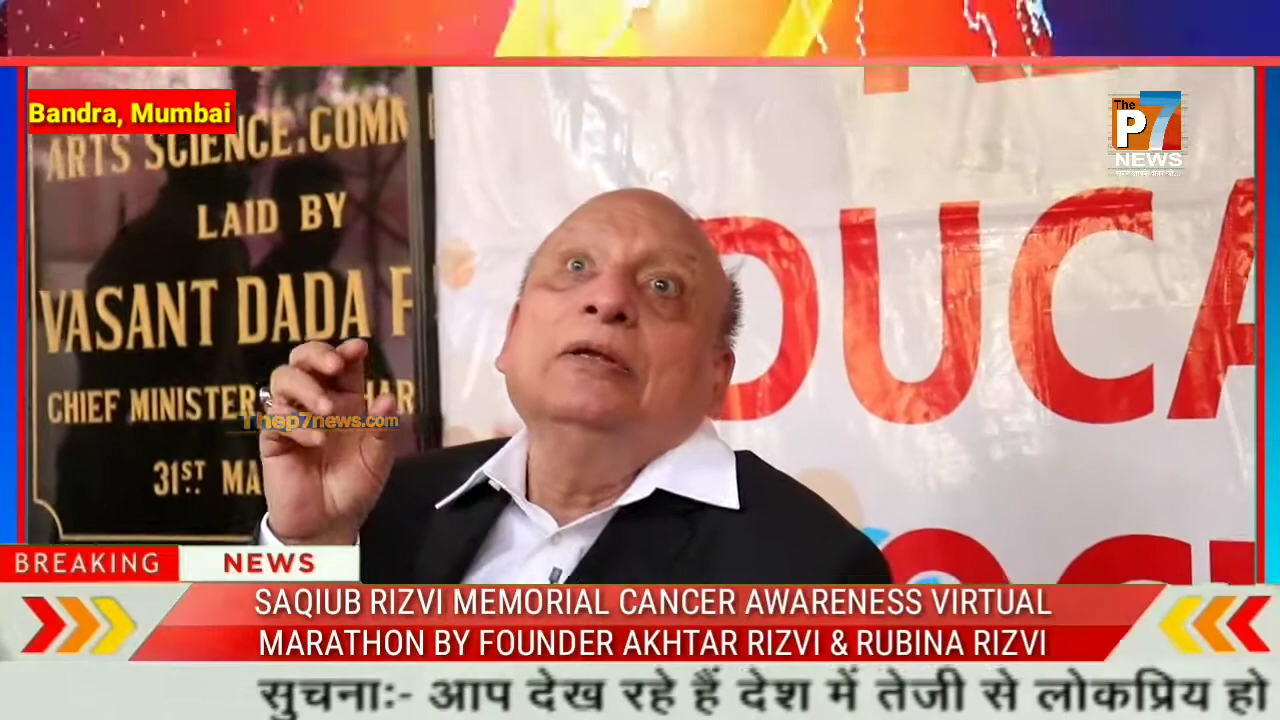 Bandra, Mumbai
ARTS SCIENCE.COMM
LAID BY
VASANT DADA P
CHIEF MINISTER HAR
31ST MA
Thep7news.com
The
P7
NEWS
DUCA
BREAKING NEWS
SAQIUB RIZVI MEMORIAL CANCER AWARENESS VIRTUAL
MARATHON BY FOUNDER AKHTAR RIZVI & RUBINA RIZVI
सुचनाः- आप देख रहे हैं देश में तेजी से लोकप्रिय हो